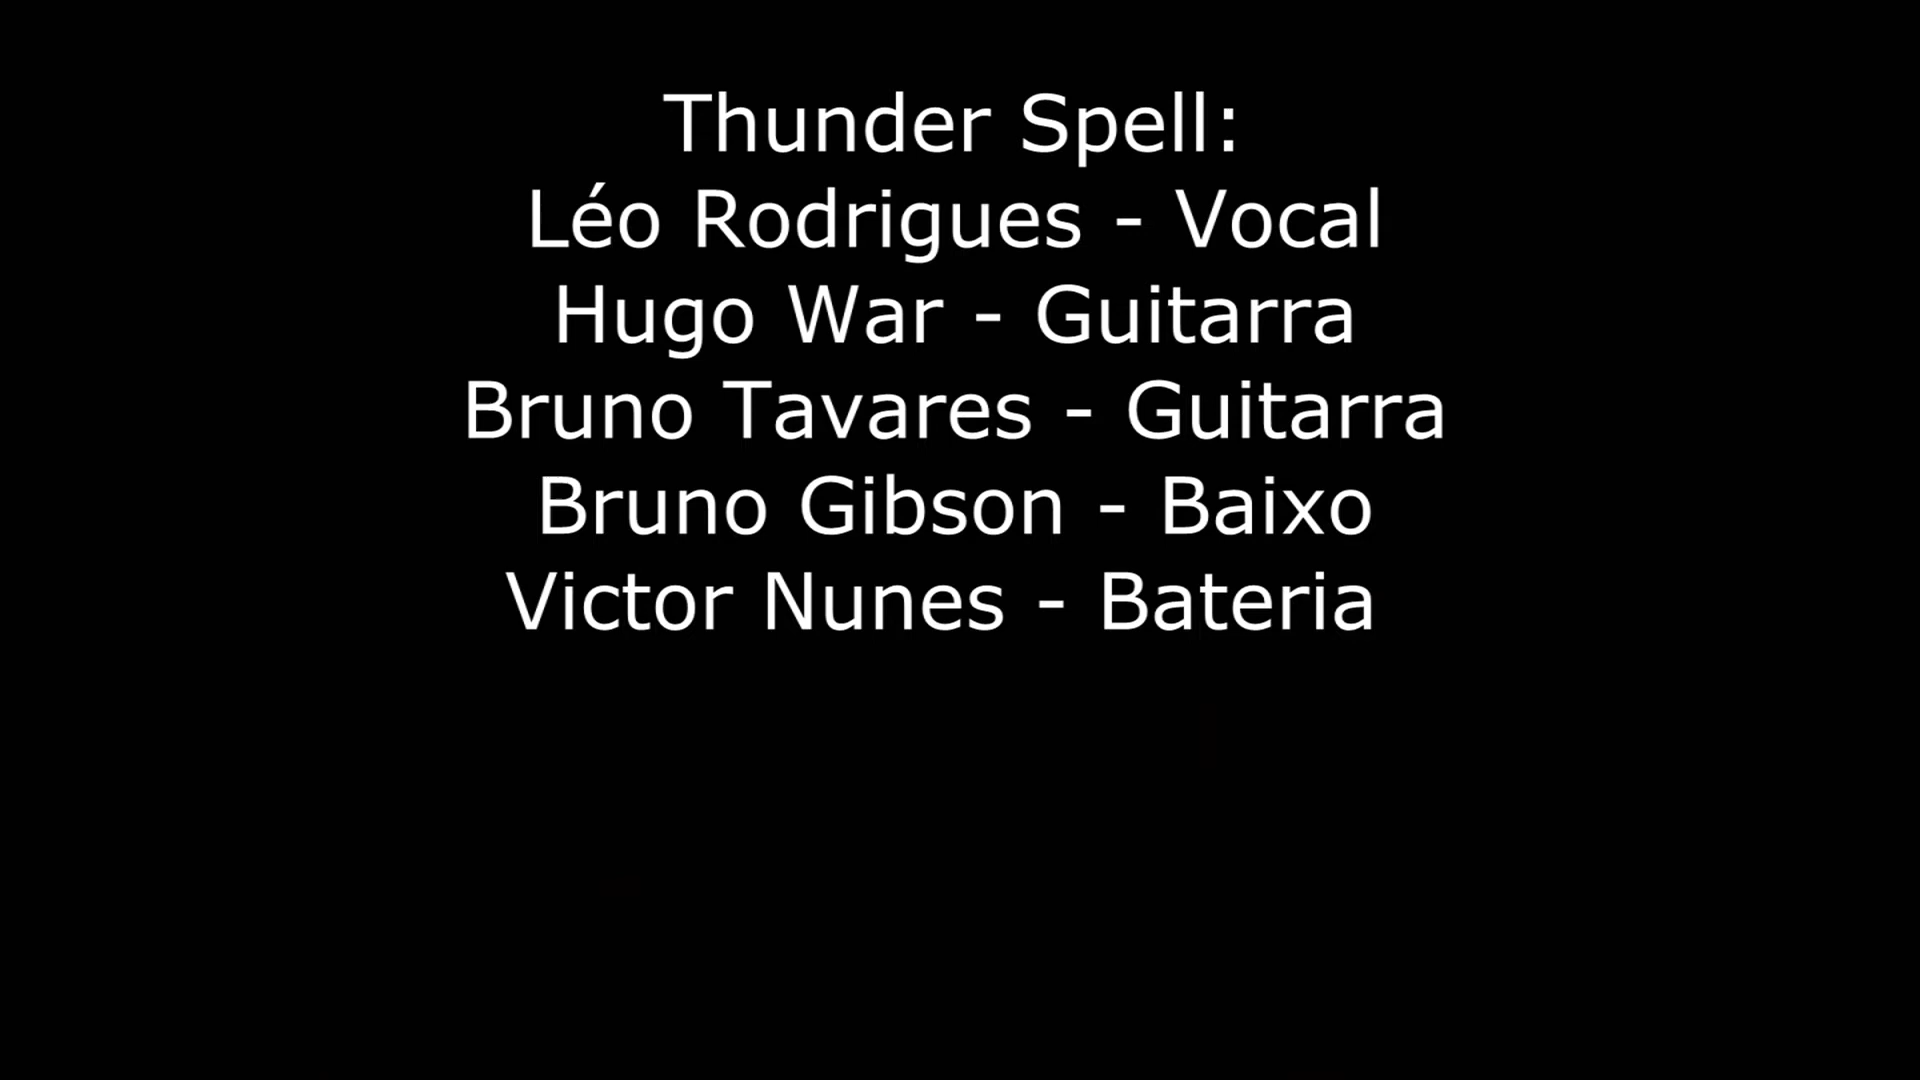 Thunder Spell:
Léo Rodrigues - Vocal
Hugo War - Guitarra
Bruno Tavares - Guitarra
Bruno Gibson - Baixo
Victor Nunes - Bateria